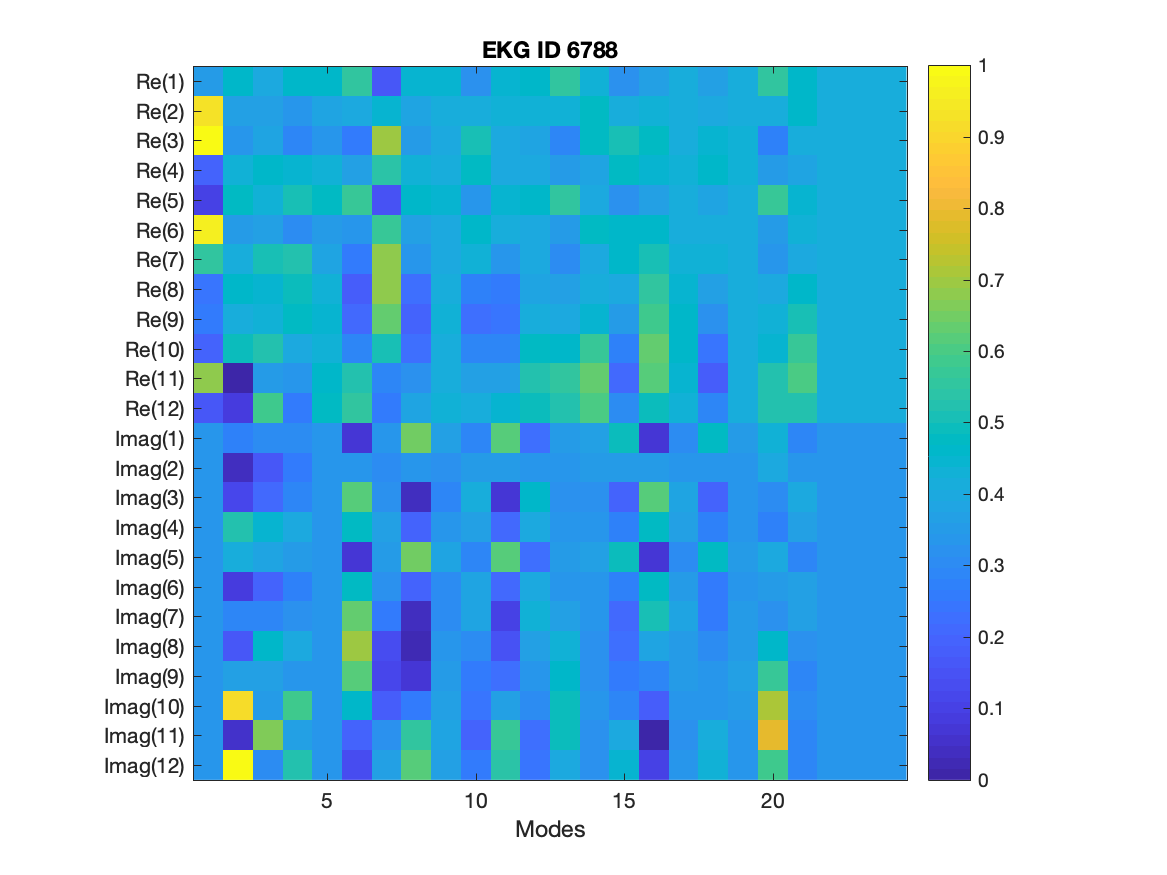 EKG ID 6788
Re(1)
Re(2)
Re(3)
Re(4)
Re(5)
Re(6)
Re(7)
Re(8)
Re(9)
Re(10)
Re(11)
Re(12)
Imag(1)
Imag(2)
Imag(3)
Imag(4)
Imag(5)
Imag(6)
Imag(7)
Imag(8)
Imag(9)
Imag(10)
Imag(11)
Imag(12)
5 10 15 20
Modes
1
0.9
0.8
0.7
0.6
0.5
0.4
0.3
0.2
0.1
0